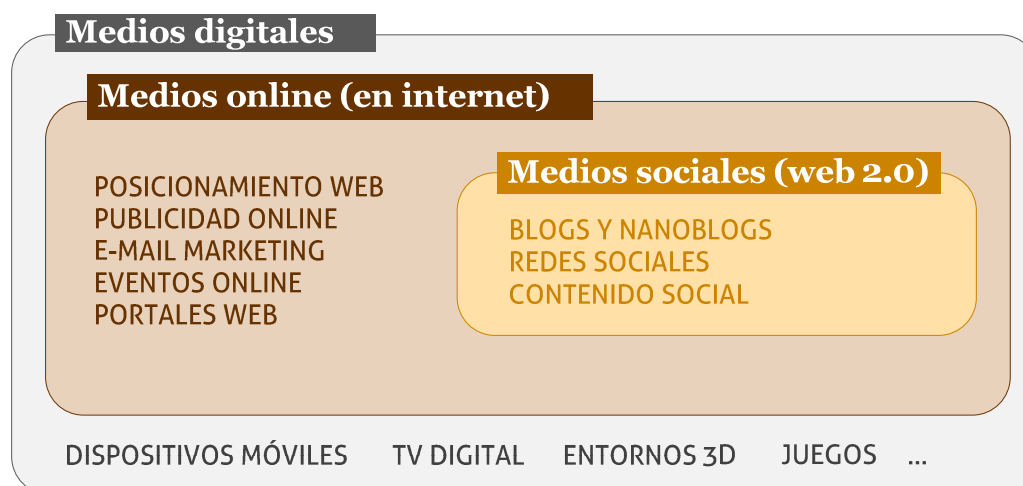 Medios digitales
Medios online (en internet)
POSICIONAMIENTO WEB
PUBLICIDAD ONLINE
E-MAIL MARKETING
EVENTOS ONLINE
PORTALES WEB
Medios sociales (web 2.0)
BLOGS Y NANOBLOGS
REDES SOCIALES
CONTENIDO SOCIAL
DISPOSITIVOS MÓVILES TV DIGITAL ENTORNOS 3D JUEGOS ...